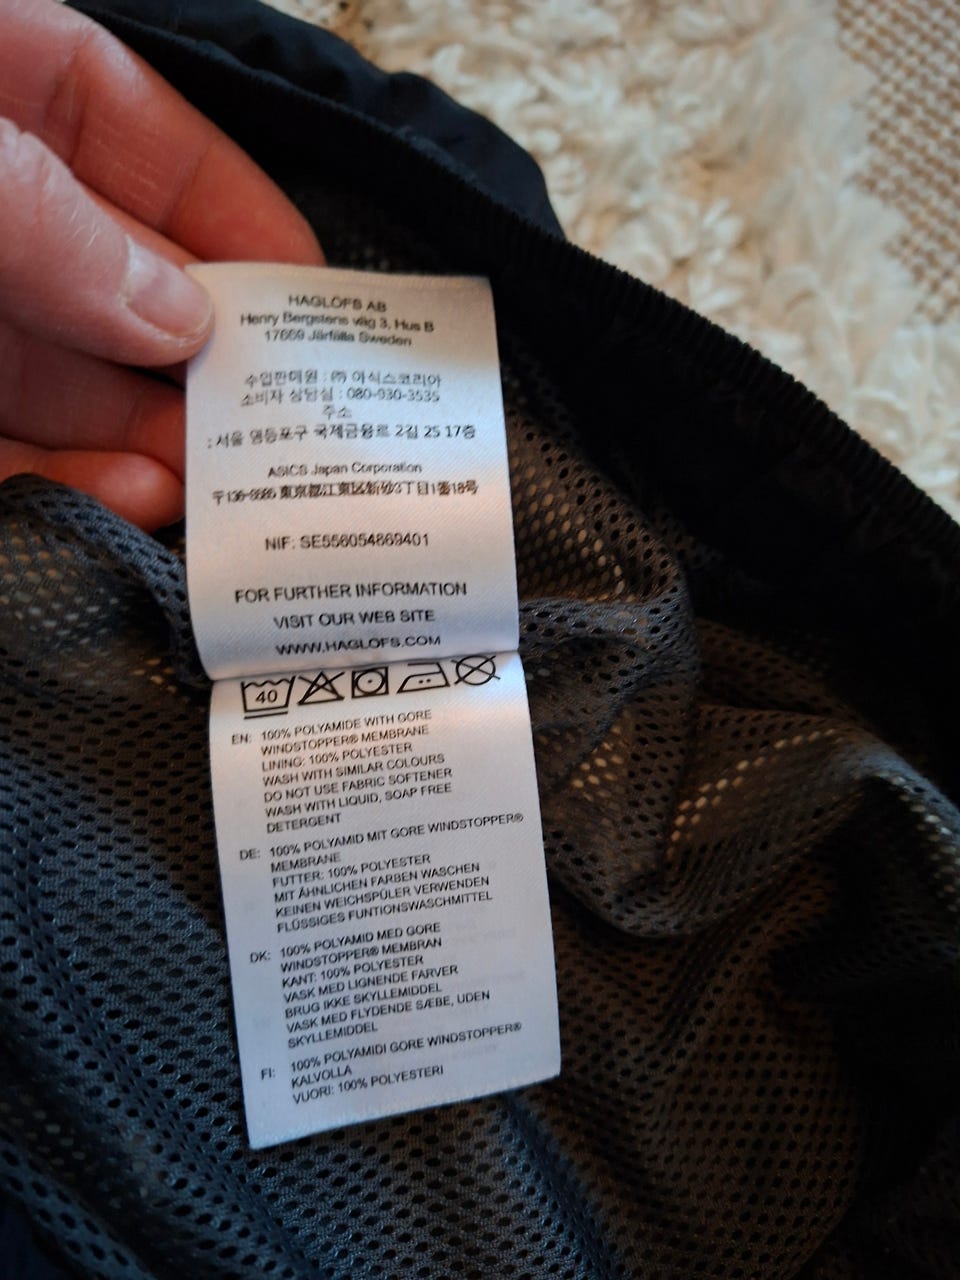 HAGLÖFS AB
Henry Bergstens väg 3, Hus B
17669 Järfälla Sweden
수입판매원 : ㈜ 아식스코리아
소비자 상담실 : 080-930-3535
주소
: 서울 영등포구 국제금융로 2길 25 17층
ASICS Japan Corporation
東京都江東区新砂3丁目1番18号
NIF: SE556054869401
FOR FURTHER INFORMATION
VISIT OUR WEB SITE
WWW.HAGLOFS.COM
40
EN: 100% POLYAMIDE WITH GORE
WINDSTOPPER® MEMBRANE
LINING: 100% POLYESTER
WASH WITH SIMILAR COLOURS
DO NOT USE FABRIC SOFTENER
WASH WITH LIQUID, SOAP FREE
DETERGENT
DE: 100% POLYAMID MIT GORE WINDSTOPPER®
MEMBRANE
FUTTER: 100% POLYESTER
MIT ÄHNLICHEN FARBEN WASCHEN
KEINEN WEICHSPÜLER VERWENDEN
FLÜSSIGES FUNTIONSWASCHMITTEL
DK: 100% POLYAMID MED GORE
WINDSTOPPER® MEMBRAN
KANT: 100% POLYESTER
VASK MED LIGNENDE FARVER
BRUG IKKE SKYLLEMIDDEL
VASK MED FLYDENDE SÆBE, UDEN
SKYLLEMIDDEL
FI: 100% POLYAMIDI GORE WINDSTOPPER®
KALVOLLA
VUORI: 100% POLYESTERI